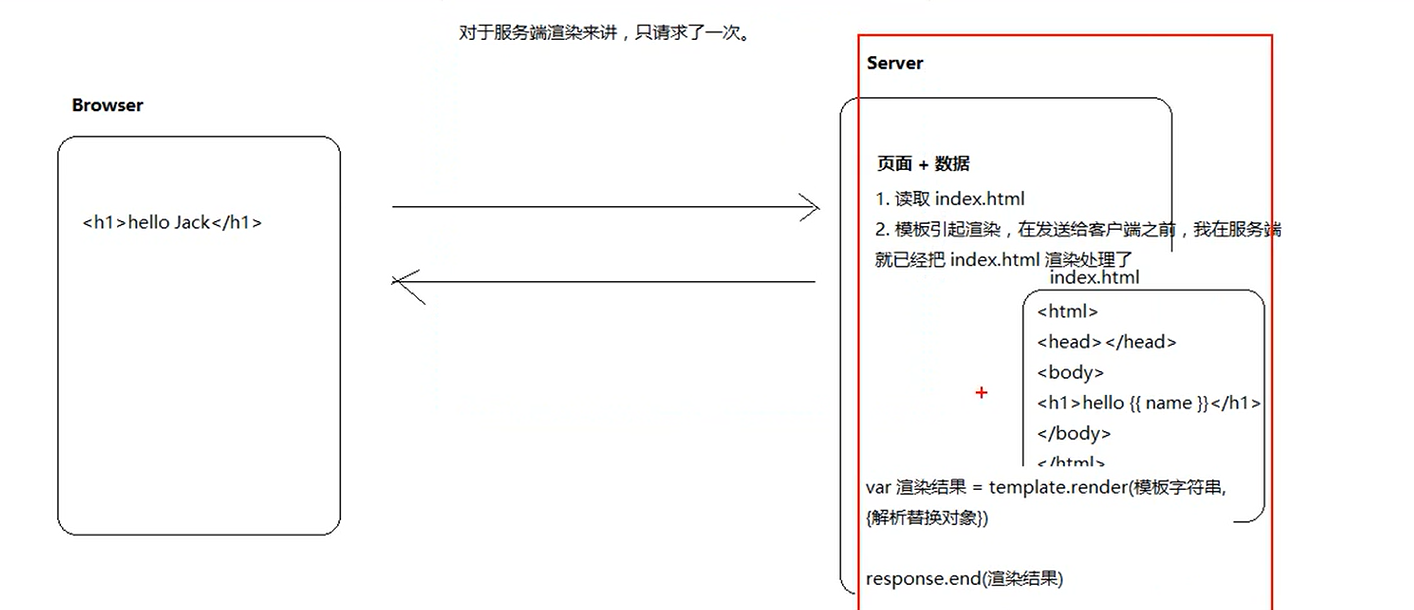 对于服务端渲染来讲，只请求了一次。
Browser
<h1>hello Jack</h1>
Server
页面 + 数据
1. 读取 index.html
2. 模板引起渲染，在发送给客户端之前，我在服务端
就已经把 index.html 渲染处理了
index.html
<html>
<head></head>
<body>
<h1>hello {{ name }}</h1>
</body>
</html>
var 渲染结果 = template.render(模板字符串,
{解析替换对象})
response.end(渲染结果)